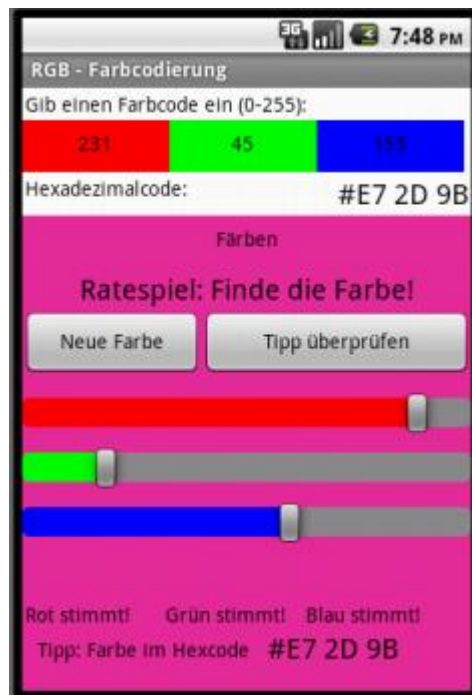 3G 7:48 PM
RGB - Farbcodierung
Gib einen Farbcode ein (0-255):
231 45 155
Hexadezimalcode: #E7 2D 9B
Färben
Ratespiel: Finde die Farbe!
Neue Farbe Tipp überprüfen
Rot stimmt! Grün stimmt! Blau stimmt!
Tipp: Farbe im Hexcode #E7 2D 9B